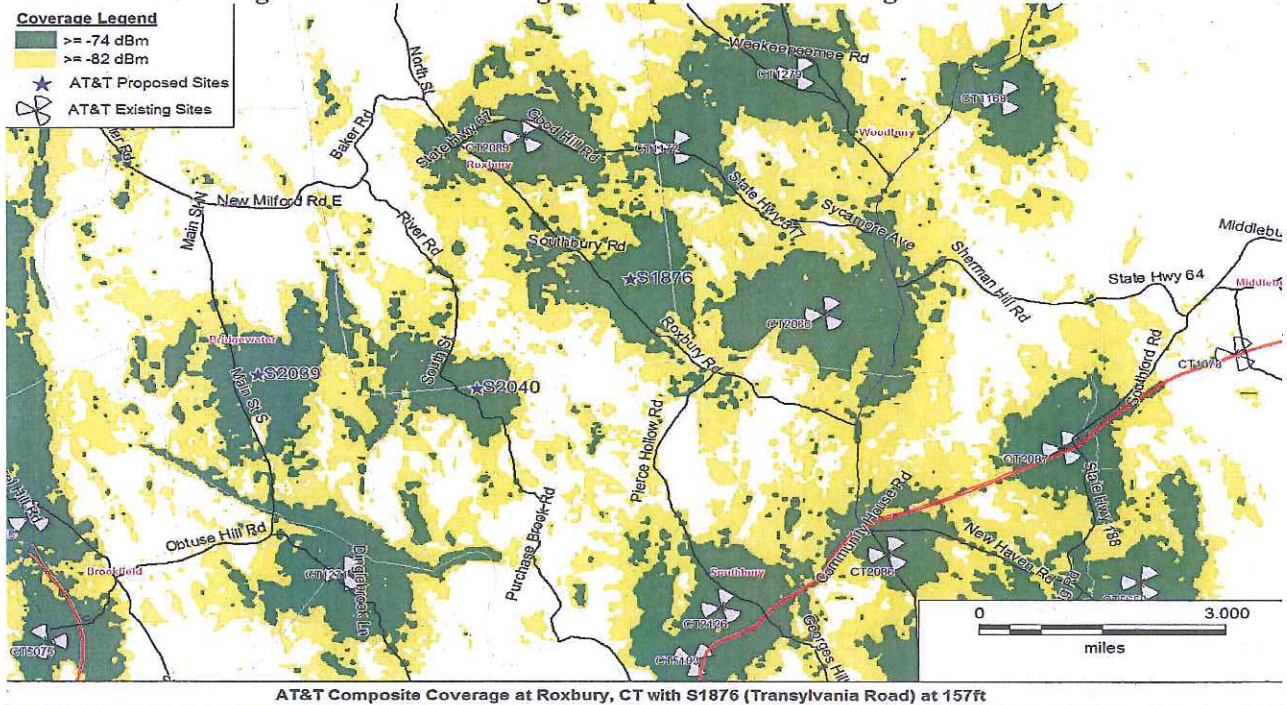 Coverage Legend
>= -74 dBm
>= -82 dBm
AT&T Proposed Sites
AT&T Existing Sites
North St
Weekeepeemee Rd
CT1279
CT1169
Baker Rd
State Hwy 67
Good Hill Rd
CT2089
Roxbury
CT1172
Woodbury
Main St N
New Milford Rd E
River Rd
State Hwy 317
Sycamore Ave
Southbury Rd
S1876
Sherman Hill Rd
State Hwy 64
CT2088
Roxbury Rd
Bridgewater
S2089
Main St S
South St
S2040
Southford Rd
CT1078
Pierce Hollow Rd
CT2087
State Hwy 188
Obtuse Hill Rd
Brookfield
CT1271
Purchase Brook Rd
Southbury
Community House Rd
CT2086
New Haven Rd
CT2126
Georges Hill
CT5075
0
3.000
miles
AT&T Composite Coverage at Roxbury, CT with S1876 (Transylvania Road) at 157ft